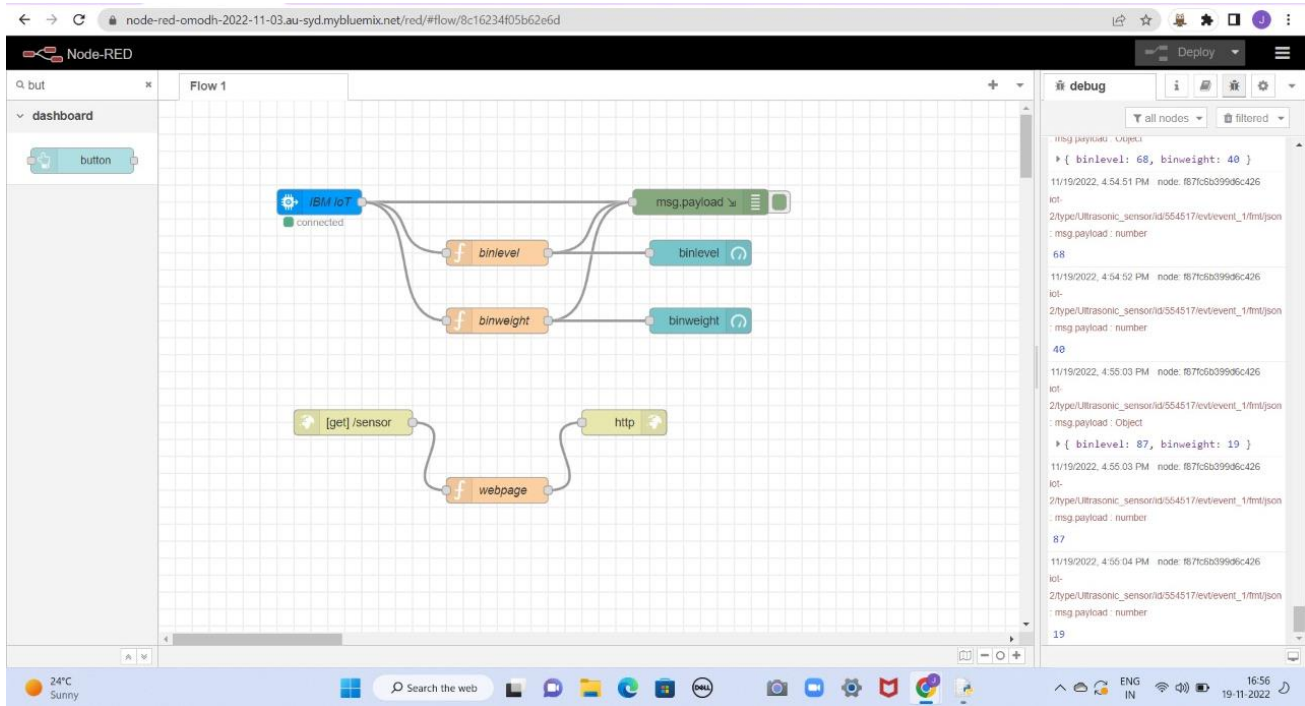 node-red-omodh-2022-11-03.au-syd.mybluemix.net/red/#flow/8c16234f05b62e6d
J
Node-RED
Deploy
but
Flow 1
debug
i
dashboard
all nodes
filtered
button
msg.payload : Object
{ binlevel: 68, binweight: 40 }
11/19/2022, 4:54:51 PM node: f87fc6b399d6c426
iot-
2/type/Ultrasonic_sensor/id/554517/evt/event_1/fmt/json
: msg.payload : number
68
11/19/2022, 4:54:52 PM node: f87fc6b399d6c426
iot-
2/type/Ultrasonic_sensor/id/554517/evt/event_1/fmt/json
: msg.payload : number
40
11/19/2022, 4:55:03 PM node: f87fc6b399d6c426
iot-
2/type/Ultrasonic_sensor/id/554517/evt/event_1/fmt/json
: msg.payload : Object
{ binlevel: 87, binweight: 19 }
11/19/2022, 4:55:03 PM node: f87fc6b399d6c426
iot-
2/type/Ultrasonic_sensor/id/554517/evt/event_1/fmt/json
: msg.payload : number
87
11/19/2022, 4:55:04 PM node: f87fc6b399d6c426
iot-
2/type/Ultrasonic_sensor/id/554517/evt/event_1/fmt/json
: msg.payload : number
19
IBM IoT
connected
msg.payload
f
binlevel
binlevel
f
binweight
binweight
[get] /sensor
http
f
webpage
24°C
Sunny
Search the web
DELL
J
ENG
IN
16:56
19-11-2022